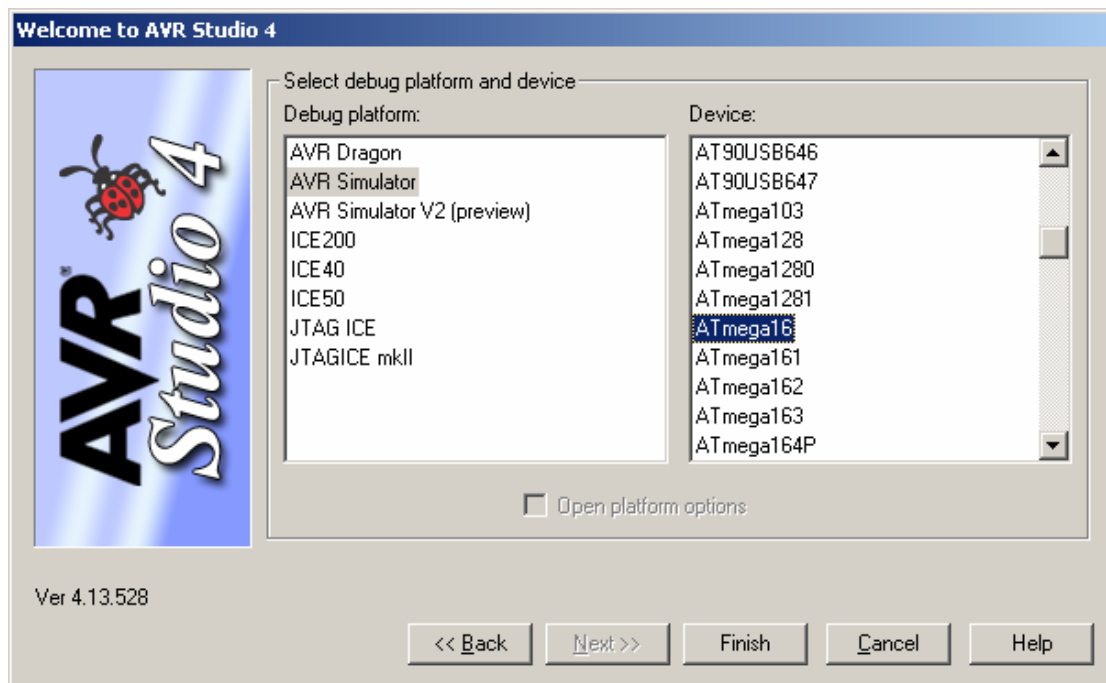 Welcome to AVR Studio 4
AVR® Studio 4
Select debug platform and device
Debug platform:
AVR Dragon
AVR Simulator
AVR Simulator V2 (preview)
ICE200
ICE40
ICE50
JTAG ICE
JTAGICE mkII
Device:
AT90USB646
AT90USB647
ATmega103
ATmega128
ATmega1280
ATmega1281
ATmega16
ATmega161
ATmega162
ATmega163
ATmega164P
Open platform options
Ver 4.13.528
<< Back
Next >>
Finish
Cancel
Help